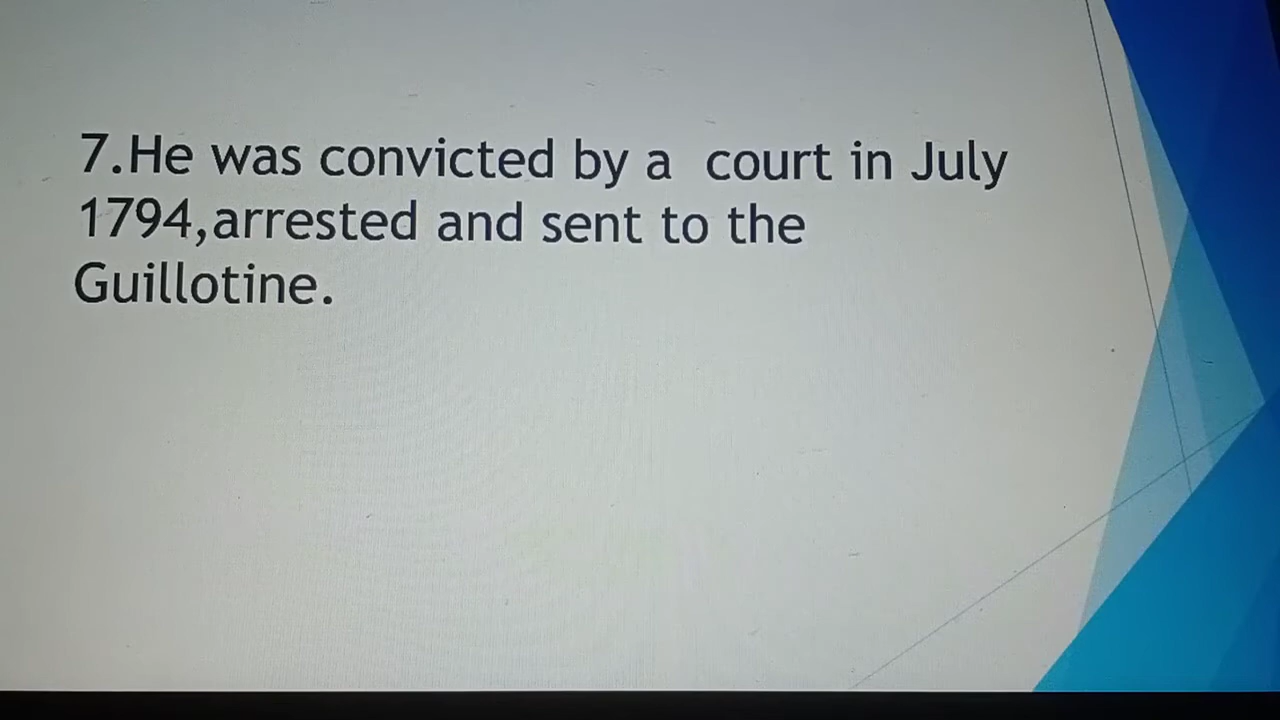 7.He was convicted by a court in July
1794,arrested and sent to the
Guillotine.